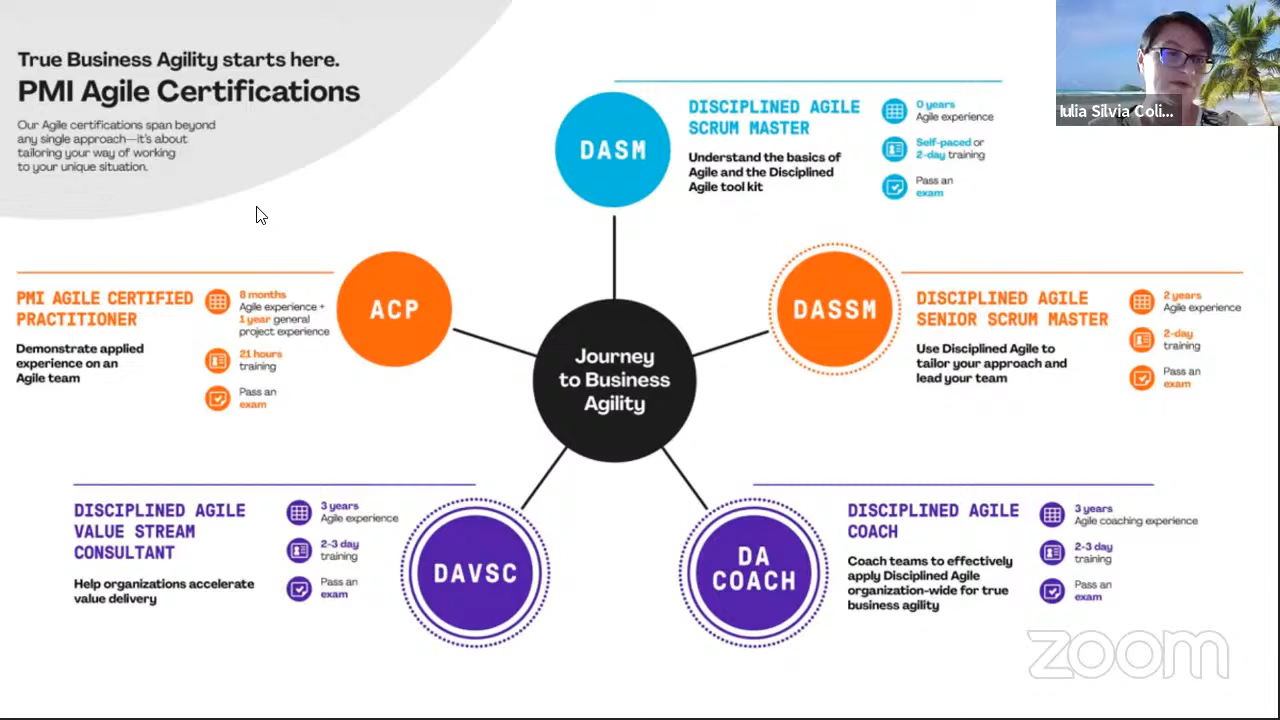 True Business Agility starts here.
PMI Agile Certifications
Our Agile certifications span beyond
any single approach—it's about
tailoring your way of working
to your unique situation.
DASM
DISCIPLINED AGILE
SCRUM MASTER
Understand the basics of
Agile and the Disciplined
Agile tool kit
0 years
Agile experience
Self-paced or
2-day training
Pass an
exam
Iulia Silvia Coli...
PMI AGILE CERTIFIED
PRACTITIONER
Demonstrate applied
experience on an
Agile team
8 months
Agile experience +
1 year general
project experience
21 hours
training
Pass an
exam
ACP
Journey
to Business
Agility
DASSM
DISCIPLINED AGILE
SENIOR SCRUM MASTER
Use Disciplined Agile to
tailor your approach and
lead your team
2 years
Agile experience
2-day
training
Pass an
exam
DISCIPLINED AGILE
VALUE STREAM
CONSULTANT
Help organizations accelerate
value delivery
3 years
Agile experience
2-3 day
training
Pass an
exam
DAVSC
DA
COACH
DISCIPLINED AGILE
COACH
Coach teams to effectively
apply Disciplined Agile
organization-wide for true
business agility
3 years
Agile coaching experience
2-3 day
training
Pass an
exam
zoom